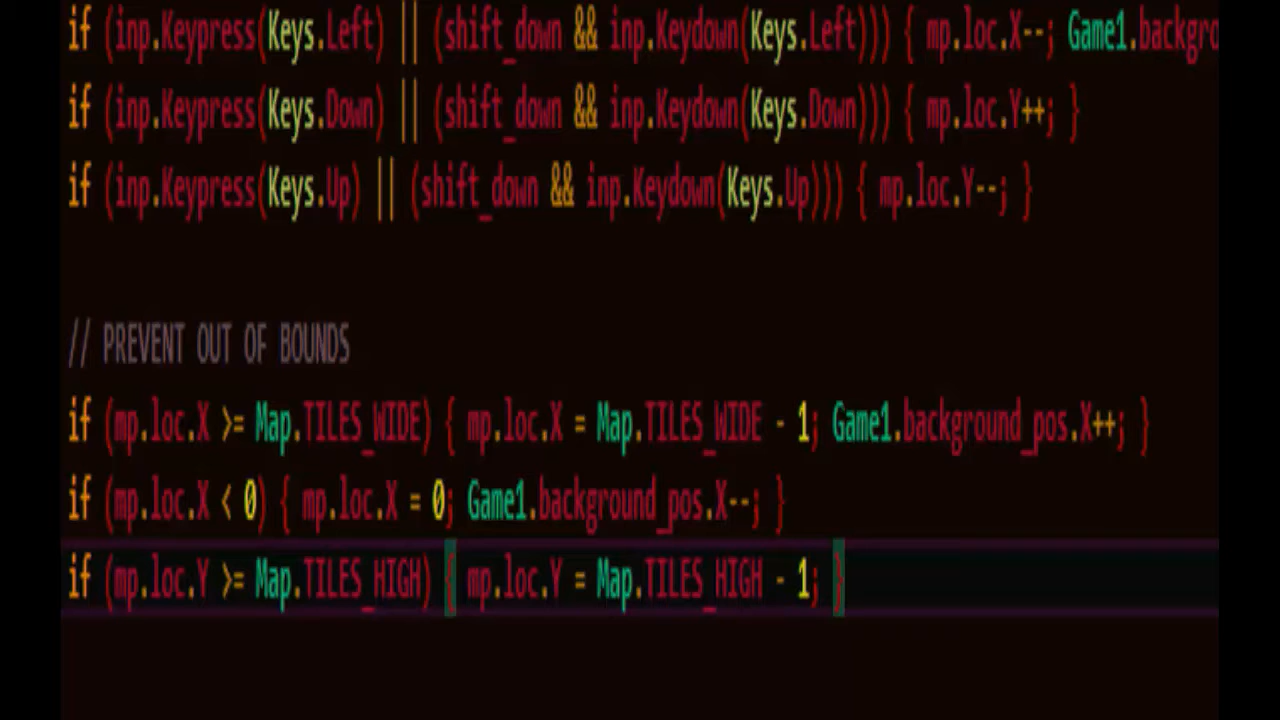 if (inp.Keypress(Keys.Left) || (shift_down && inp.Keydown(Keys.Left))) { mp.loc.X--; Game1.backgro
if (inp.Keypress(Keys.Down) || (shift_down && inp.Keydown(Keys.Down))) { mp.loc.Y++; }
if (inp.Keypress(Keys.Up) || (shift_down && inp.Keydown(Keys.Up))) { mp.loc.Y--; }
// PREVENT OUT OF BOUNDS
if (mp.loc.X >= Map.TILES_WIDE) { mp.loc.X = Map.TILES_WIDE - 1; Game1.background_pos.X++; }
if (mp.loc.X < 0) { mp.loc.X = 0; Game1.background_pos.X--; }
if (mp.loc.Y >= Map.TILES_HIGH) { mp.loc.Y = Map.TILES_HIGH - 1; }